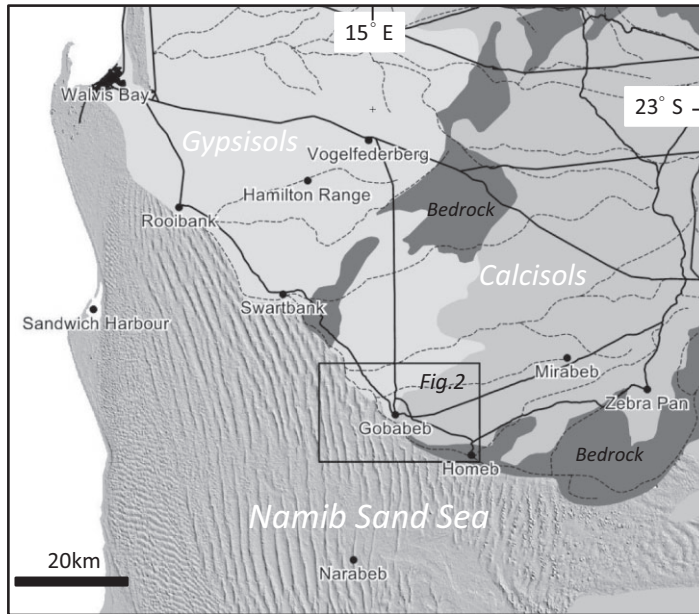 15° E
Walvis Bay
23° S
Gypsisols
Vogelfederberg
Hamilton Range
Bedrock
Rooibank
Calcisols
Swartbank
Sandwich Harbour
Fig.2
Mirabeb
Zebra Pan
Gobabeb
Bedrock
Homeb
Namib Sand Sea
20km
Narabeb